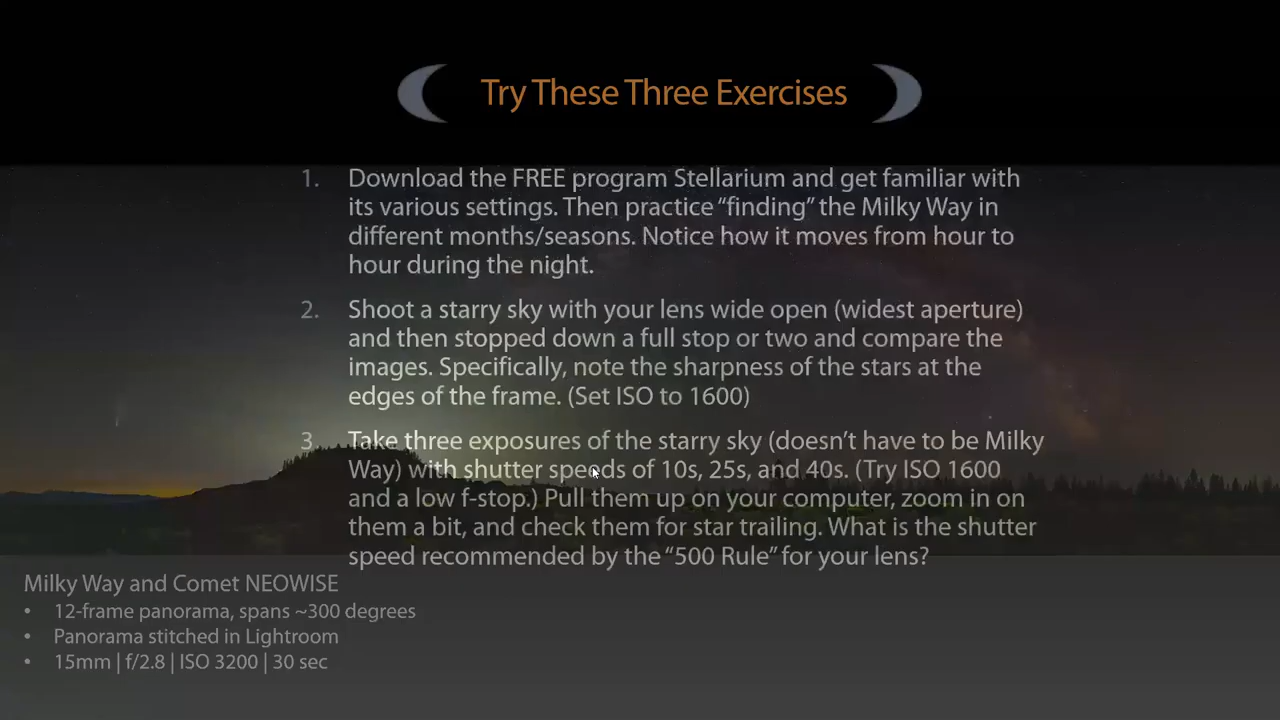 Try These Three Exercises
1. Download the FREE program Stellarium and get familiar with
its various settings. Then practice “finding” the Milky Way in
different months/seasons. Notice how it moves from hour to
hour during the night.
2. Shoot a starry sky with your lens wide open (widest aperture)
and then stopped down a full stop or two and compare the
images. Specifically, note the sharpness of the stars at the
edges of the frame. (Set ISO to 1600)
3. Take three exposures of the starry sky (doesn’t have to be Milky
Way) with shutter speeds of 10s, 25s, and 40s. (Try ISO 1600
and a low f-stop.) Pull them up on your computer, zoom in on
them a bit, and check them for star trailing. What is the shutter
speed recommended by the “500 Rule” for your lens?
Milky Way and Comet NEOWISE
• 12-frame panorama, spans ~300 degrees
• Panorama stitched in Lightroom
• 15mm | f/2.8 | ISO 3200 | 30 sec